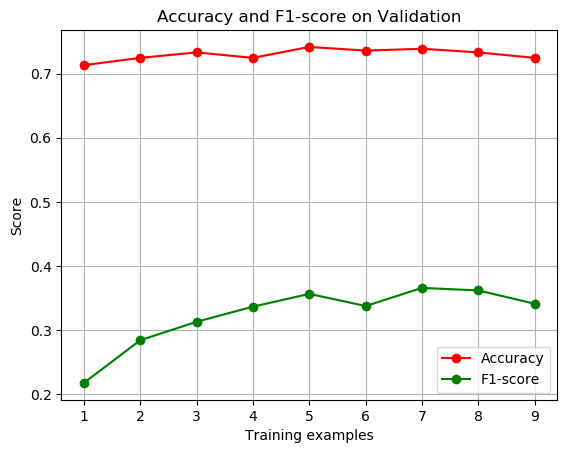 Accuracy and F1-score on Validation
Score
0.7
0.6
0.5
0.4
0.3
0.2
Accuracy
F1-score
1 2 3 4 5 6 7 8 9
Training examples